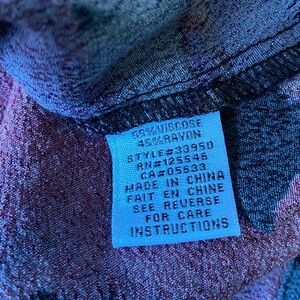 55%VISCOSE
45%RAYON
STYLE#33950
RN#125546
CA#05633
MADE IN CHINA
FAIT EN CHINE
SEE REVERSE
FOR CARE
INSTRUCTIONS